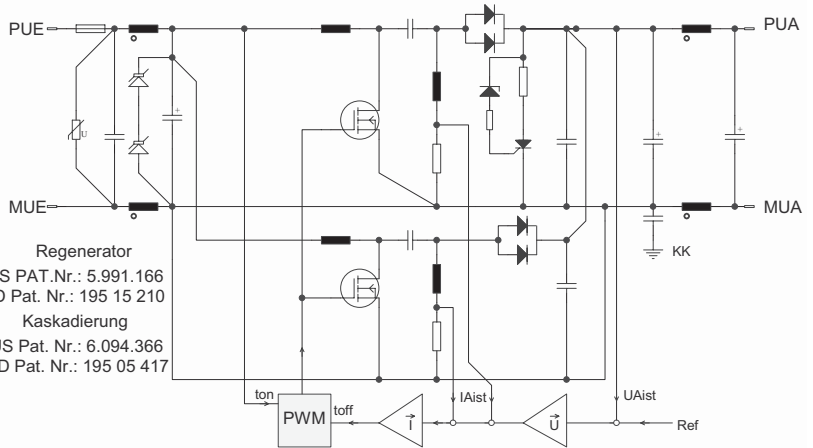 PUE
PUA
U
+
+
+
MUE
MUA
KK
Regenerator
S PAT.Nr.: 5.991.166
D Pat. Nr.: 195 15 210
Kaskadierung
US Pat. Nr.: 6.094.366
D Pat. Nr.: 195 05 417
ton
toff
IAist
UAist
PWM
I
U
Ref